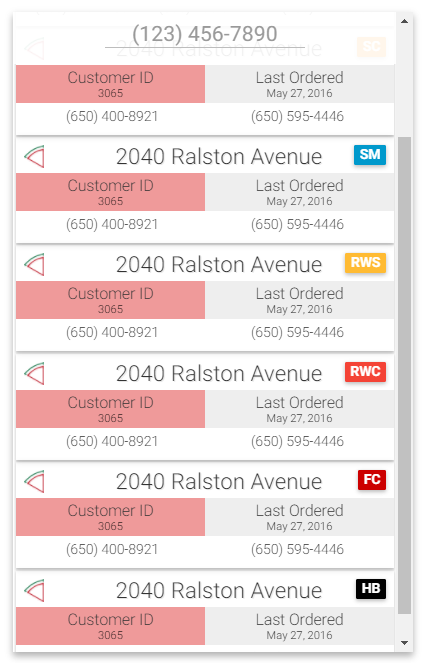 (123) 456-7890
2040 Ralston Avenue SC
Customer ID Last Ordered
3065 May 27, 2016
(650) 400-8921 (650) 595-4446
2040 Ralston Avenue SM
Customer ID Last Ordered
3065 May 27, 2016
(650) 400-8921 (650) 595-4446
2040 Ralston Avenue RWS
Customer ID Last Ordered
3065 May 27, 2016
(650) 400-8921 (650) 595-4446
2040 Ralston Avenue RWC
Customer ID Last Ordered
3065 May 27, 2016
(650) 400-8921 (650) 595-4446
2040 Ralston Avenue FC
Customer ID Last Ordered
3065 May 27, 2016
(650) 400-8921 (650) 595-4446
2040 Ralston Avenue HB
Customer ID Last Ordered
3065 May 27, 2016